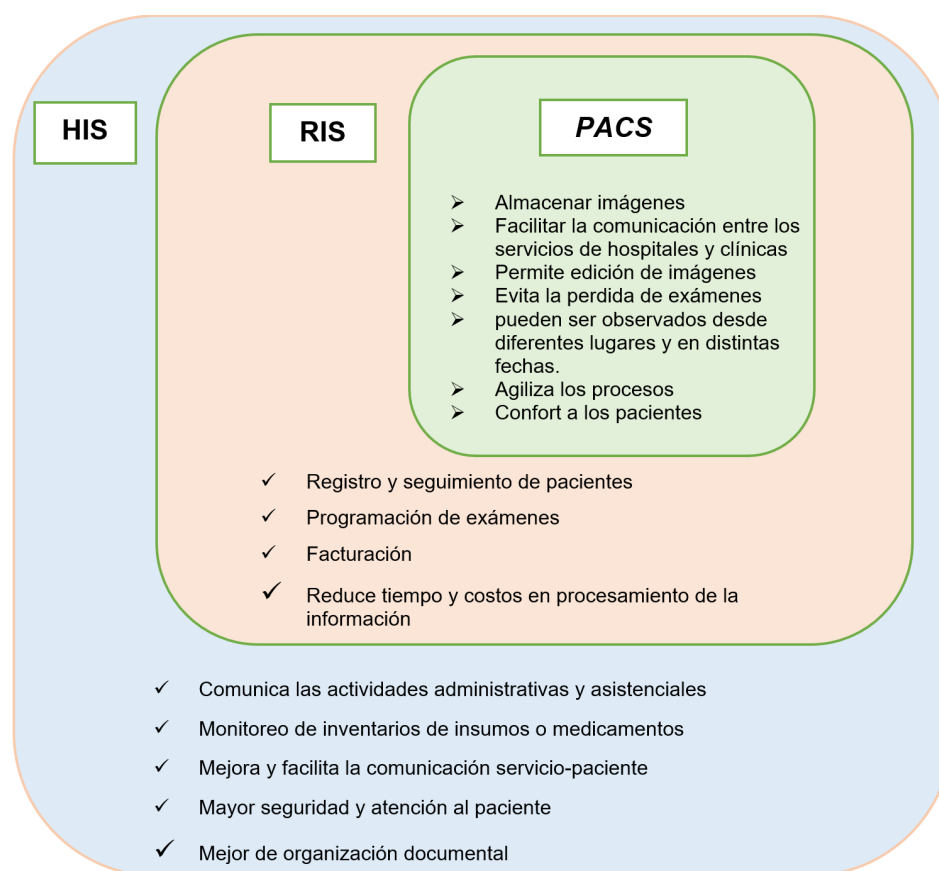 HIS
RIS
PACS
➢ Almacenar imágenes
➢ Facilitar la comunicación entre los
servicios de hospitales y clínicas
➢ Permite edición de imágenes
➢ Evita la perdida de exámenes
➢ pueden ser observados desde
diferentes lugares y en distintas
fechas.
➢ Agiliza los procesos
➢ Confort a los pacientes
✓ Registro y seguimiento de pacientes
✓ Programación de exámenes
✓ Facturación
✓ Reduce tiempo y costos en procesamiento de la
información
✓ Comunica las actividades administrativas y asistenciales
✓ Monitoreo de inventarios de insumos o medicamentos
✓ Mejora y facilita la comunicación servicio-paciente
✓ Mayor seguridad y atención al paciente
✓ Mejor de organización documental